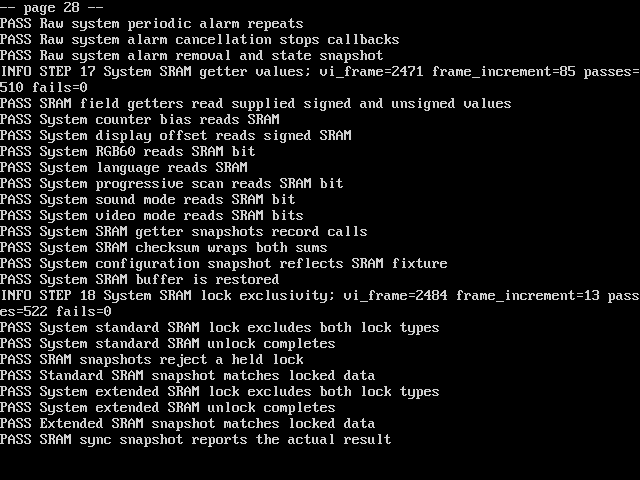 -- page 28 --
PASS Raw system periodic alarm repeats
PASS Raw system alarm cancellation stops callbacks
PASS Raw system alarm removal and state snapshot
INFO STEP 17 System SRAM getter values; vi_frame=2471 frame_increment=85 passes=
510 fails=0
PASS SRAM field getters read supplied signed and unsigned values
PASS System counter bias reads SRAM
PASS System display offset reads signed SRAM
PASS System RGB60 reads SRAM bit
PASS System language reads SRAM
PASS System progressive scan reads SRAM bit
PASS System sound mode reads SRAM bit
PASS System video mode reads SRAM bits
PASS System SRAM getter snapshots record calls
PASS System SRAM checksum wraps both sums
PASS System configuration snapshot reflects SRAM fixture
PASS System SRAM buffer is restored
INFO STEP 18 System SRAM lock exclusivity; vi_frame=2484 frame_increment=13 pass
es=522 fails=0
PASS System standard SRAM lock excludes both lock types
PASS System standard SRAM unlock completes
PASS SRAM snapshots reject a held lock
PASS Standard SRAM snapshot matches locked data
PASS System extended SRAM lock excludes both lock types
PASS System extended SRAM unlock completes
PASS Extended SRAM snapshot matches locked data
PASS SRAM sync snapshot reports the actual result